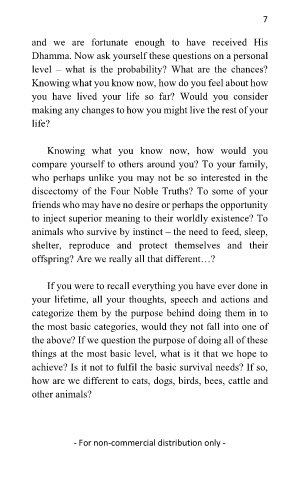 7
and we are fortunate enough to have received His
Dhamma. Now ask yourself these questions on a personal
level – what is the probability? What are the chances?
Knowing what you know now, how do you feel about how
you have lived your life so far? Would you consider
making any changes to how you might live the rest of your
life?
Knowing what you know now, how would you
compare yourself to others around you? To your family,
who perhaps unlike you may not be so interested in the
discectomy of the Four Noble Truths? To some of your
friends who may have no desire or perhaps the opportunity
to inject superior meaning to their worldly existence? To
animals who survive by instinct – the need to feed, sleep,
shelter, reproduce and protect themselves and their
offspring? Are we really all that different…?
If you were to recall everything you have ever done in
your lifetime, all your thoughts, speech and actions and
categorize them by the purpose behind doing them in to
the most basic categories, would they not fall into one of
the above? If we question the purpose of doing all of these
things at the most basic level, what is it that we hope to
achieve? Is it not to fulfil the basic survival needs? If so,
how are we different to cats, dogs, birds, bees, cattle and
other animals?
- For non-commercial distribution only -